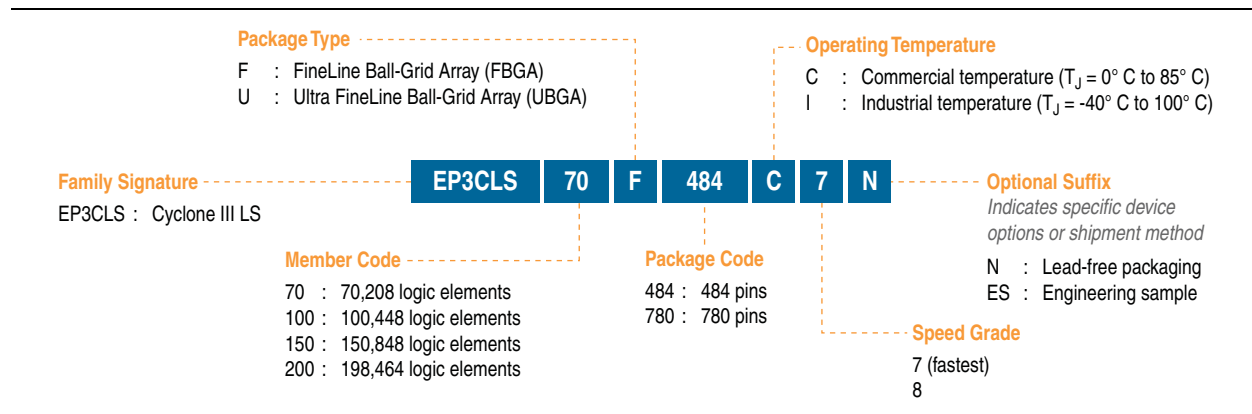 Package Type
F : FineLine Ball-Grid Array (FBGA)
U : Ultra FineLine Ball-Grid Array (UBGA)
Operating Temperature
C : Commercial temperature (TJ = 0° C to 85° C)
I : Industrial temperature (TJ = -40° C to 100° C)
Family Signature
EP3CLS : Cyclone III LS
EP3CLS 70 F 484 C 7 N
Optional Suffix
Indicates specific device
options or shipment method
N : Lead-free packaging
ES : Engineering sample
Member Code
70 : 70,208 logic elements
100 : 100,448 logic elements
150 : 150,848 logic elements
200 : 198,464 logic elements
Package Code
484 : 484 pins
780 : 780 pins
Speed Grade
7 (fastest)
8